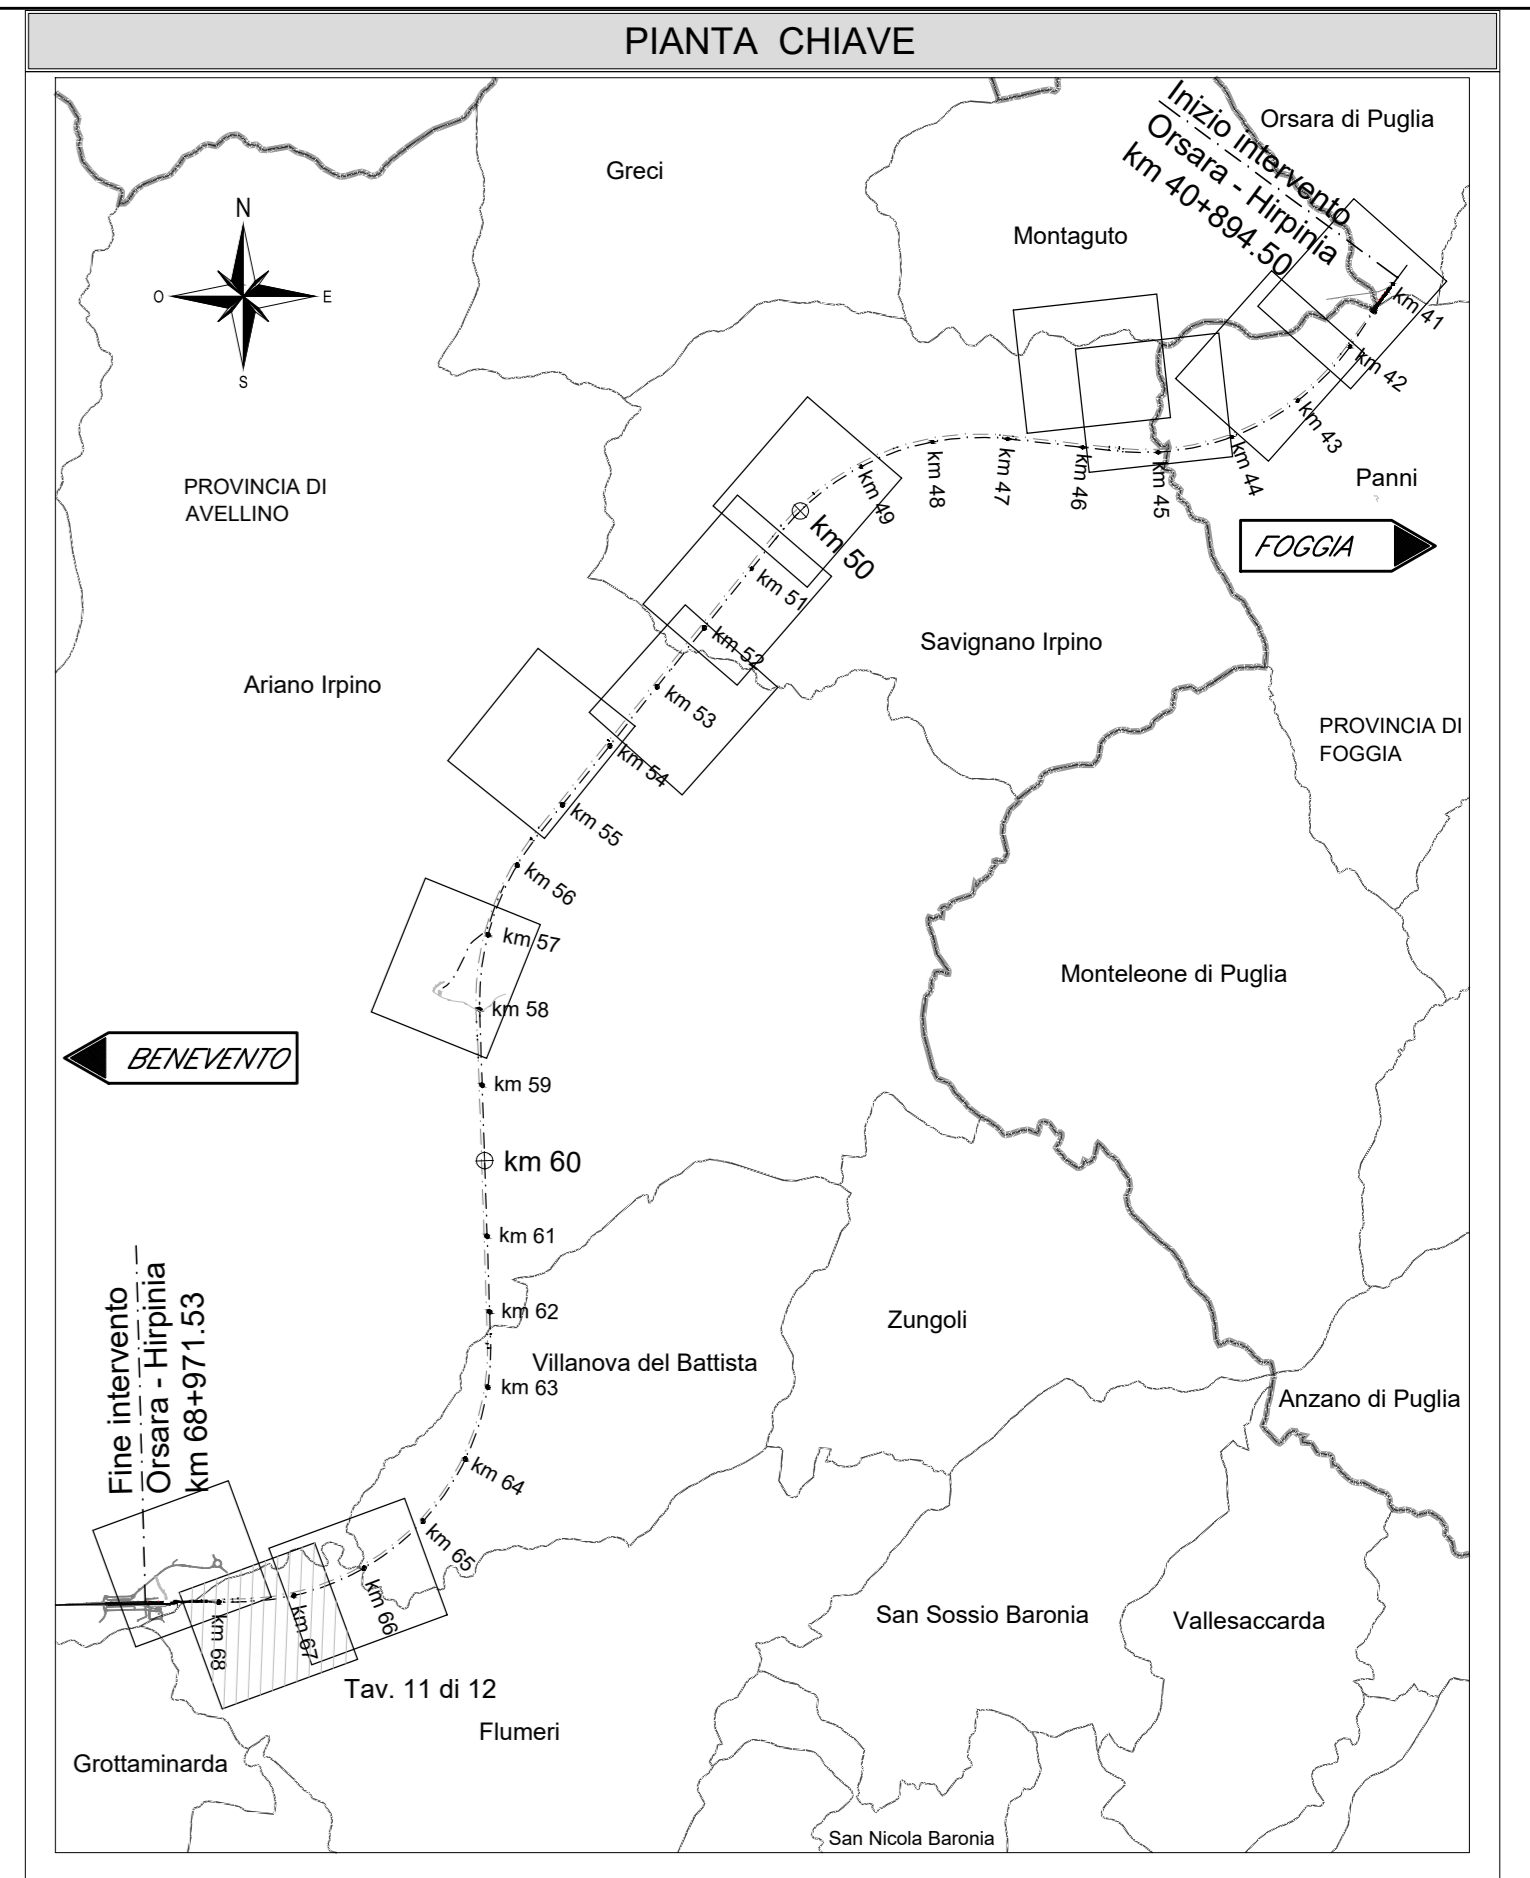 PIANTA CHIAVE
Inizio intervento
Orsara - Hirpinia
km 40+894.50
Orsara di Puglia
Greci
Montaguto
N
O
E
S
km 41
km 42
km 43
km 44
km 45
km 46
km 47
km 48
km 49
km 50
Panni
FOGGIA
PROVINCIA DI
AVELLINO
km 51
km 52
km 53
km 54
km 55
km 56
km 57
km 58
km 59
km 60
km 61
km 62
km 63
km 64
km 65
km 66
km 67
km 68
Savignano Irpino
Ariano Irpino
PROVINCIA DI
FOGGIA
Monteleone di Puglia
BENEVENTO
Fine intervento
Orsara - Hirpinia
km 68+971.53
Zungoli
Villanova del Battista
Anzano di Puglia
San Sossio Baronia
Vallesaccarda
Tav. 11 di 12
Flumeri
Grottaminarda
San Nicola Baronia